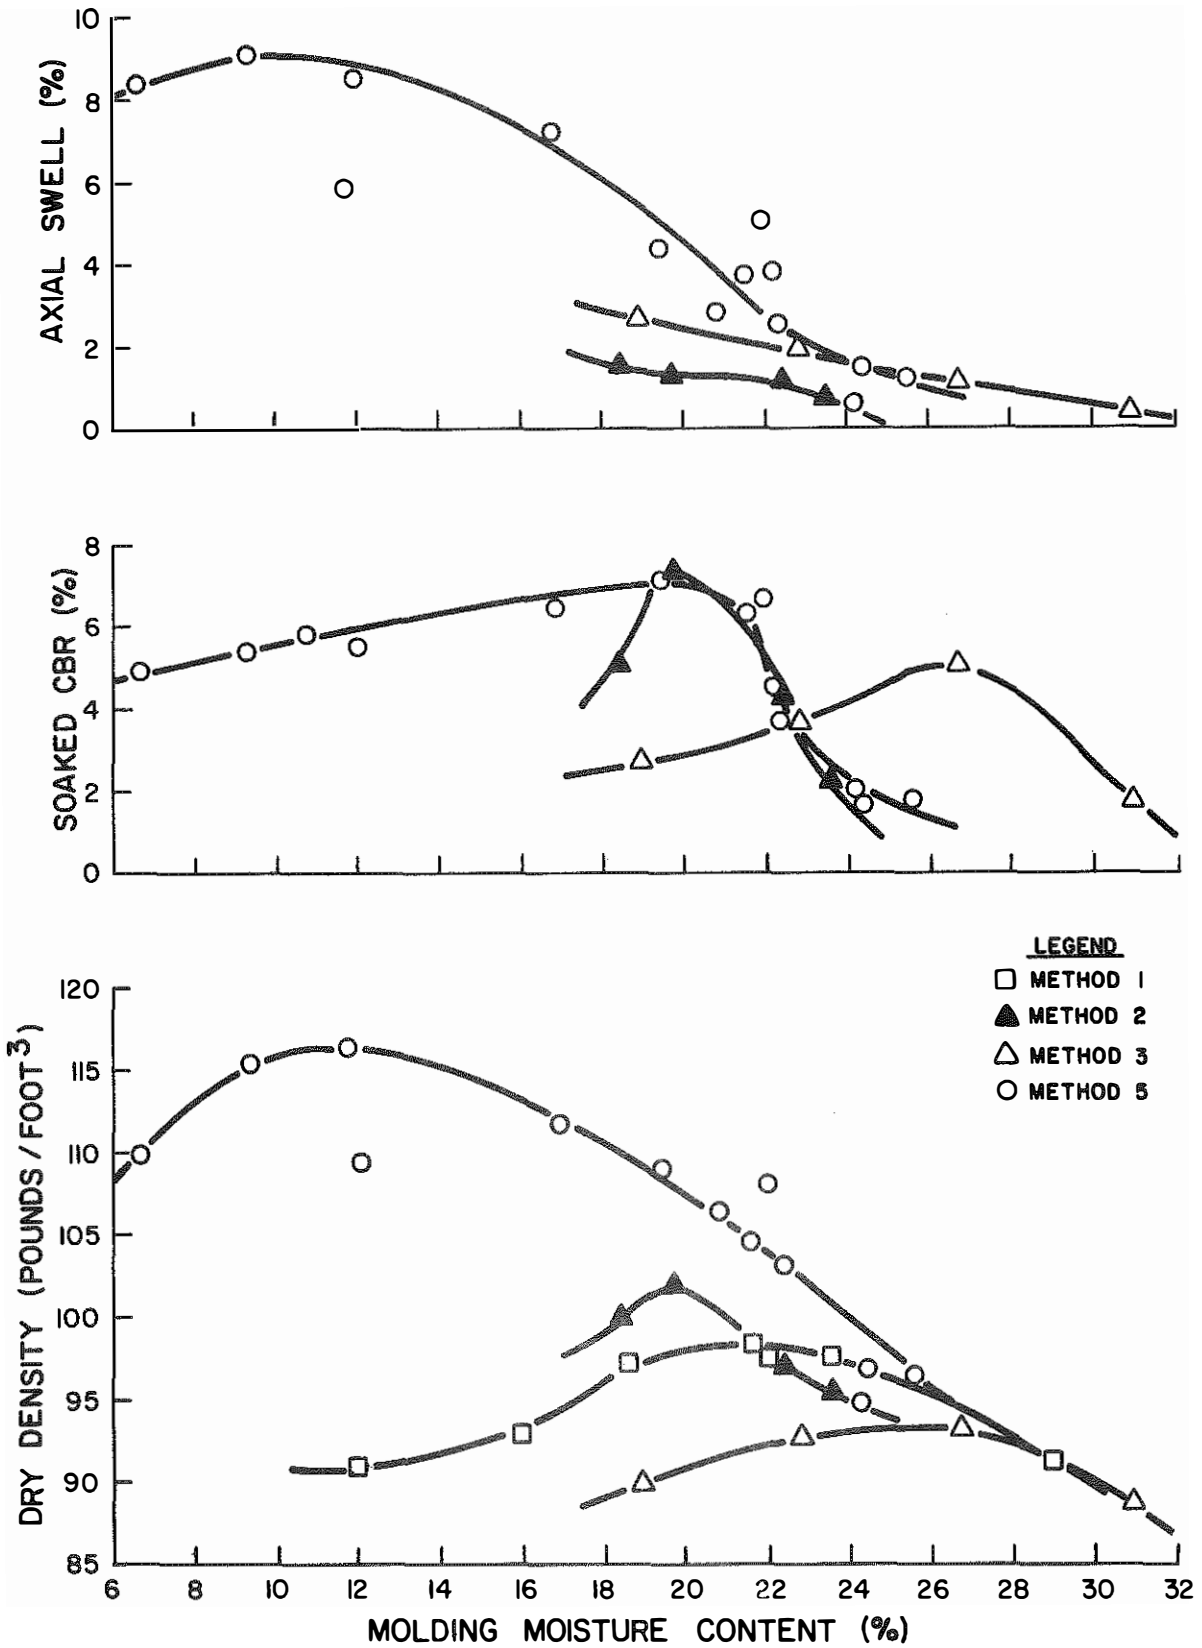 AXIAL SWELL (%)
10
8
6
4
2
0
SOAKED CBR (%)
8
6
4
2
0
LEGEND
METHOD 1
METHOD 2
METHOD 3
METHOD 5
DRY DENSITY (POUNDS/FOOT³)
120
115
110
105
100
95
90
85
6 8 10 12 14 16 18 20 22 24 26 28 30 32
MOLDING MOISTURE CONTENT (%)